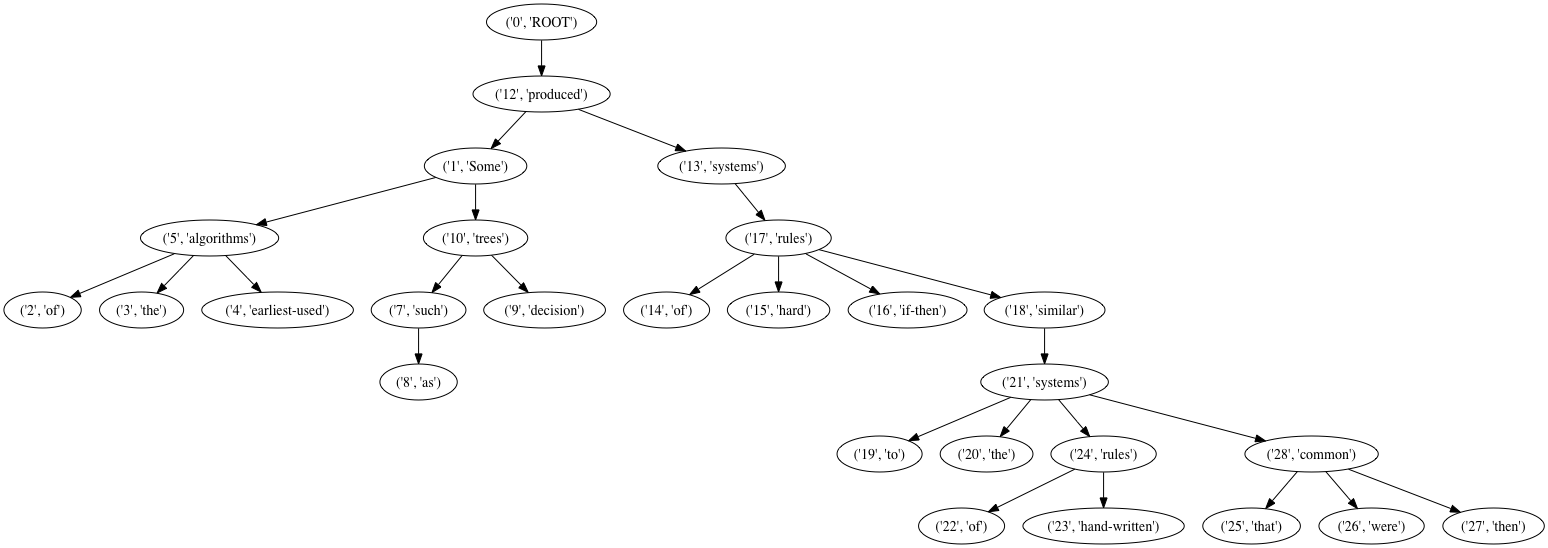 ('0', 'ROOT')
('12', 'produced')
('1', 'Some') ('13', 'systems')
('5', 'algorithms') ('10', 'trees') ('17', 'rules')
('2', 'of') ('3', 'the') ('4', 'earliest-used') ('7', 'such') ('9', 'decision') ('14', 'of') ('15', 'hard') ('16', 'if-then') ('18', 'similar')
('8', 'as') ('21', 'systems')
('19', 'to') ('20', 'the') ('24', 'rules') ('28', 'common')
('22', 'of') ('23', 'hand-written') ('25', 'that') ('26', 'were') ('27', 'then')